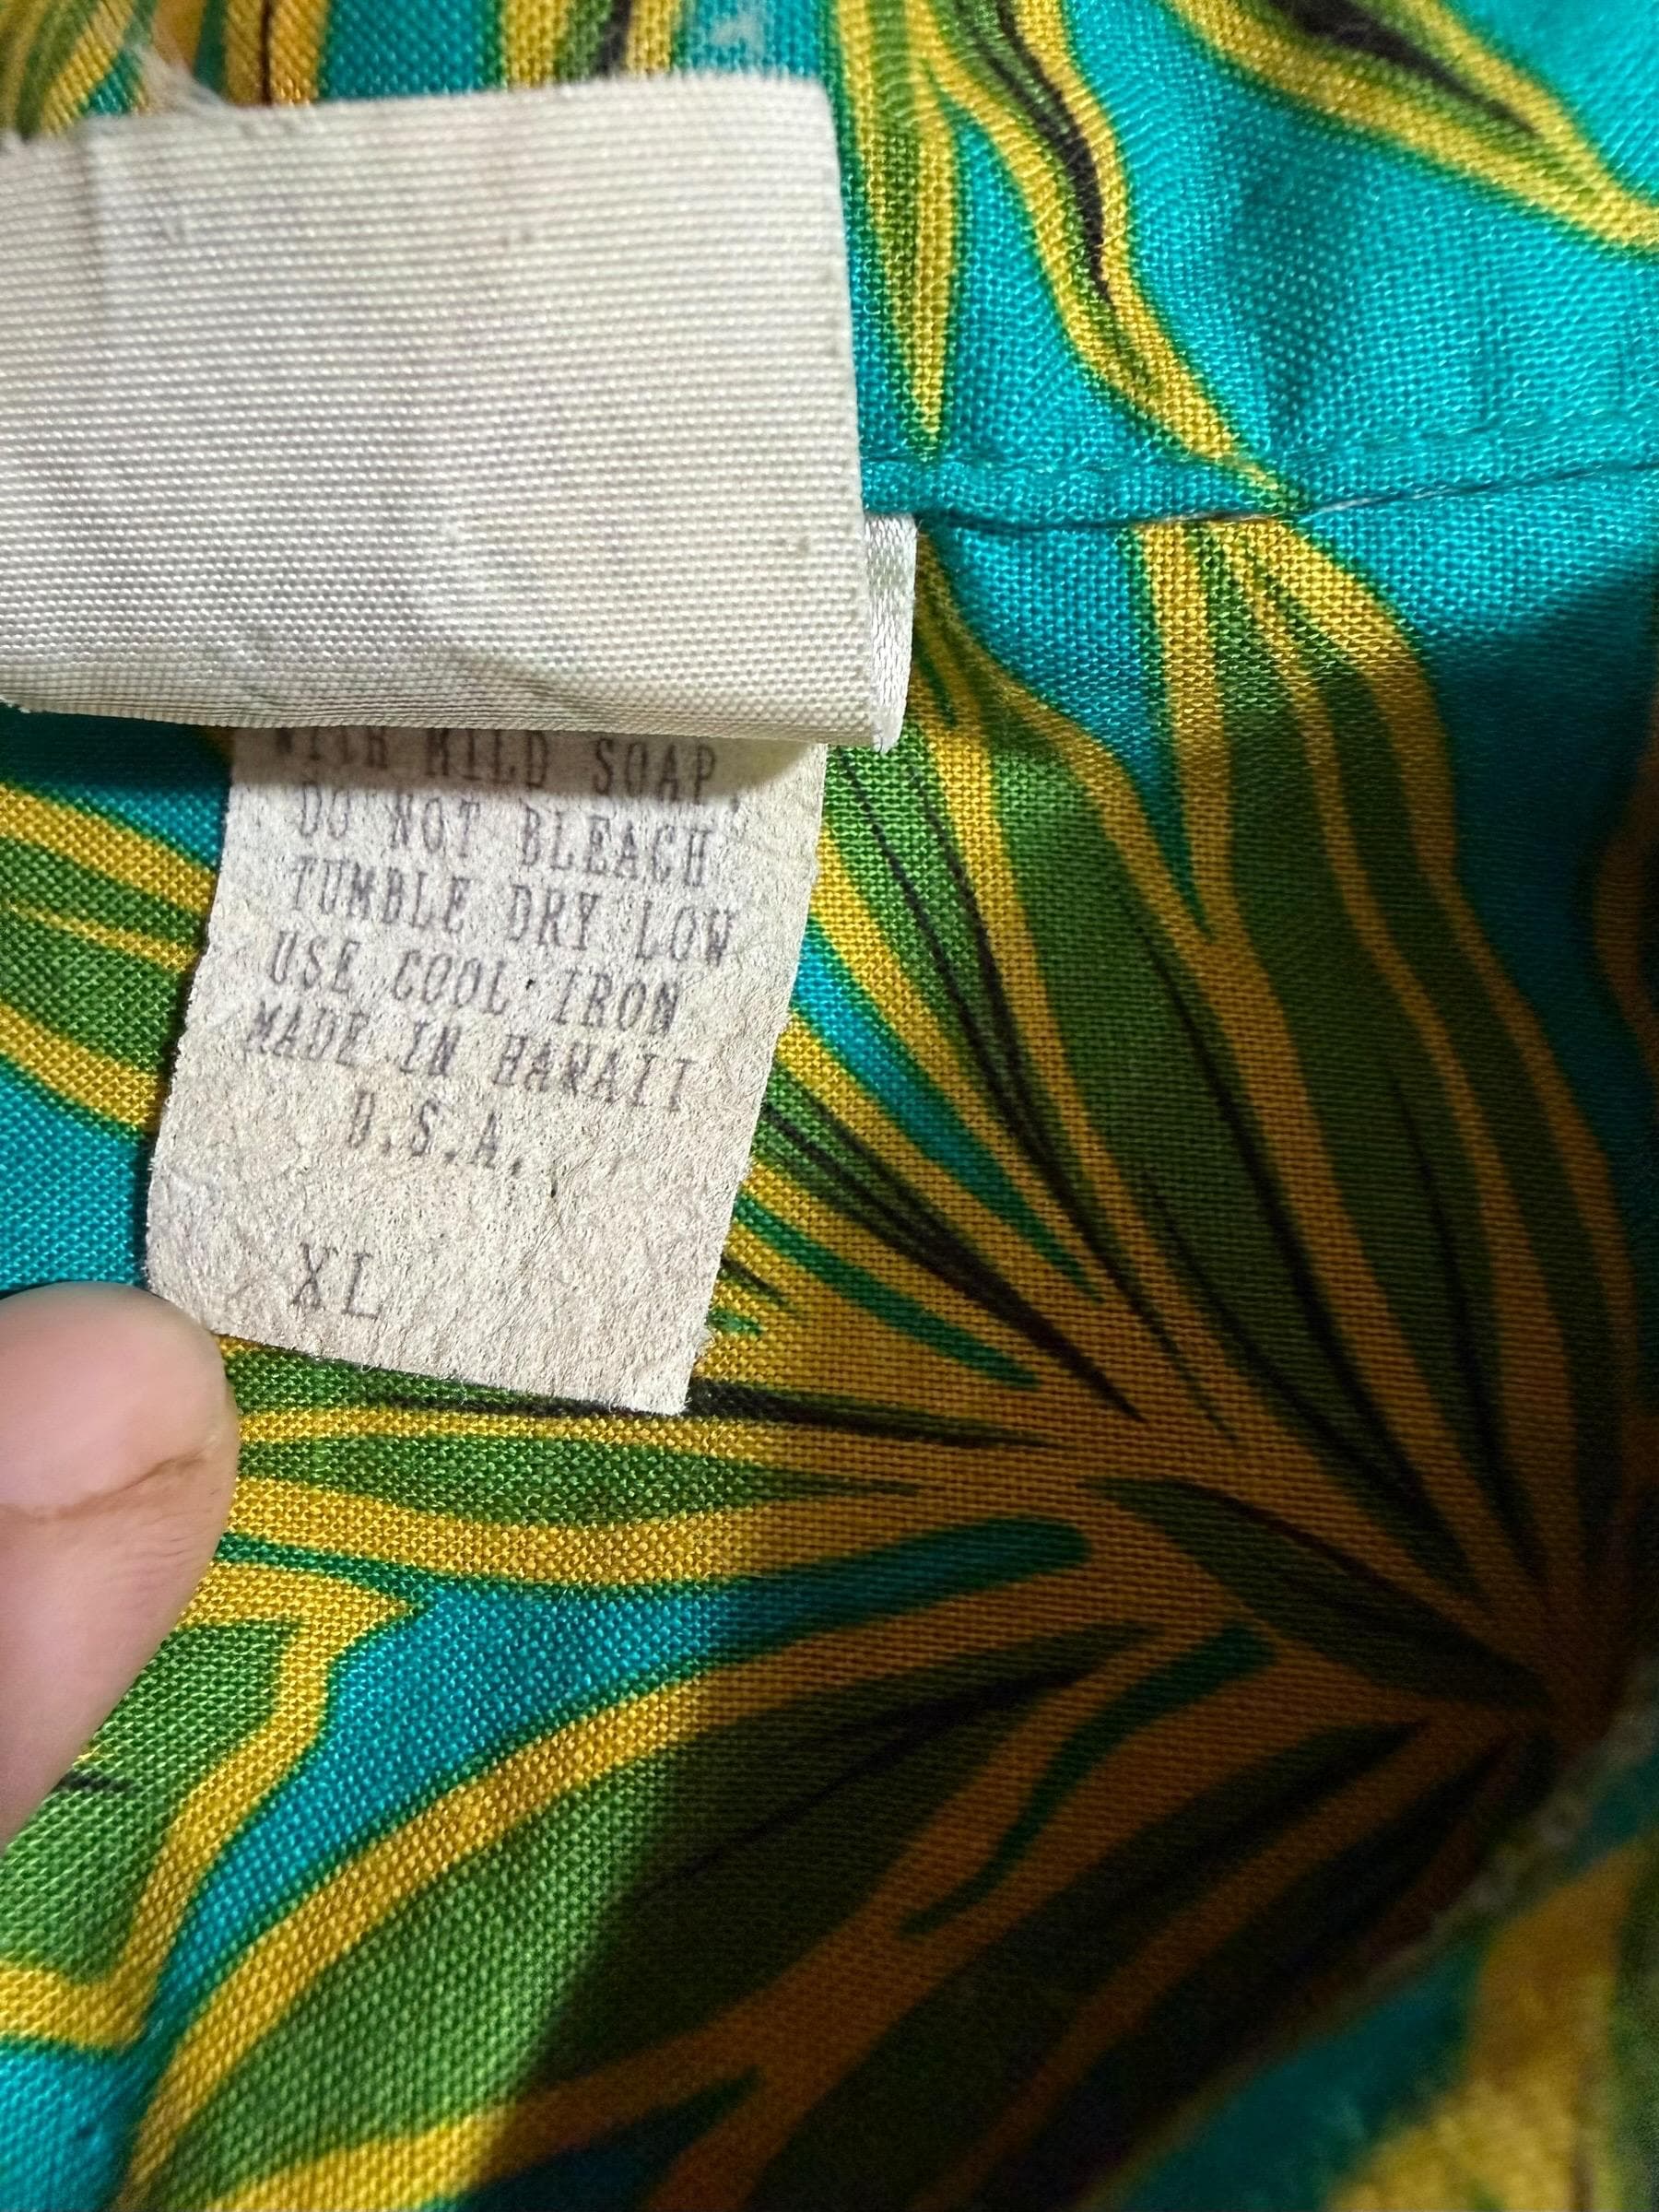 WITH MILD SOAP.
DO NOT BLEACH
TUMBLE DRY LOW
USE COOL IRON
MADE IN HAWAII
U.S.A.
XL